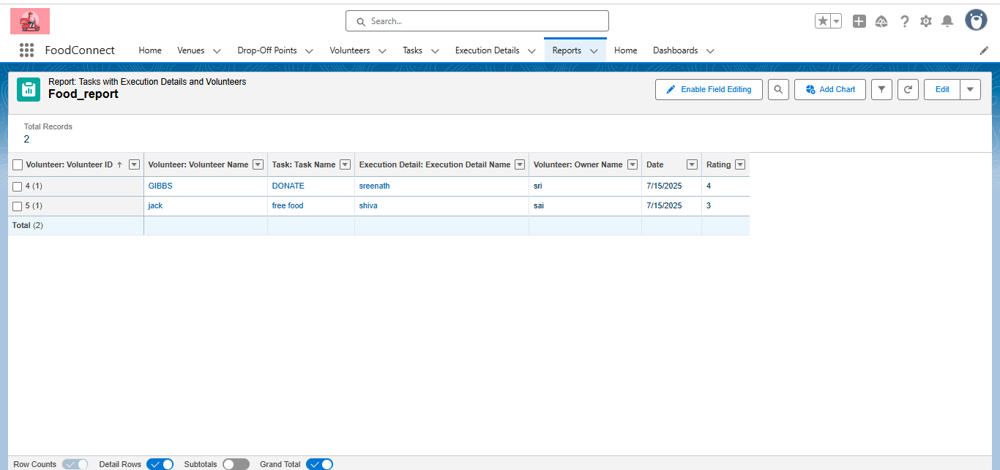 Search...
FoodConnect Home Venues Drop-Off Points Volunteers Tasks Execution Details Reports Home Dashboards
Report: Tasks with Execution Details and Volunteers
Food_report
Enable Field Editing Add Chart Edit
Total Records
2
Volunteer: Volunteer ID ↑ Volunteer: Volunteer Name Task: Task Name Execution Detail: Execution Detail Name Volunteer: Owner Name Date Rating
4 (1) GIBBS DONATE sreenath sri 7/15/2025 4
5 (1) jack free food shiva sai 7/15/2025 3
Total (2)
Row Counts Detail Rows Subtotals Grand Total